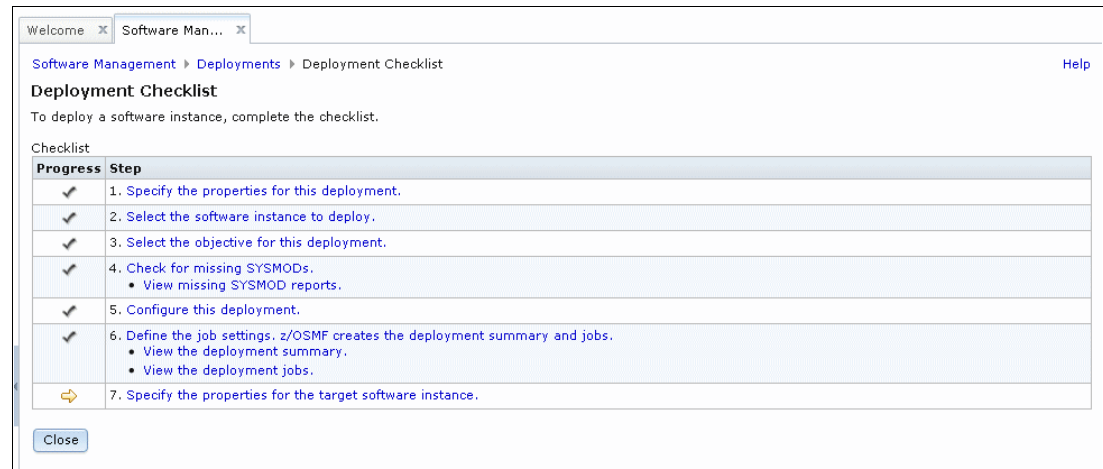 Welcome X Software Man... X
Software Management Deployments Deployment Checklist Help
Deployment Checklist
To deploy a software instance, complete the checklist.
Checklist
Progress Step
1. Specify the properties for this deployment.
2. Select the software instance to deploy.
3. Select the objective for this deployment.
4. Check for missing SYSMODs.
• View missing SYSMOD reports.
5. Configure this deployment.
6. Define the job settings. z/OSMF creates the deployment summary and jobs.
• View the deployment summary.
• View the deployment jobs.
7. Specify the properties for the target software instance.
Close